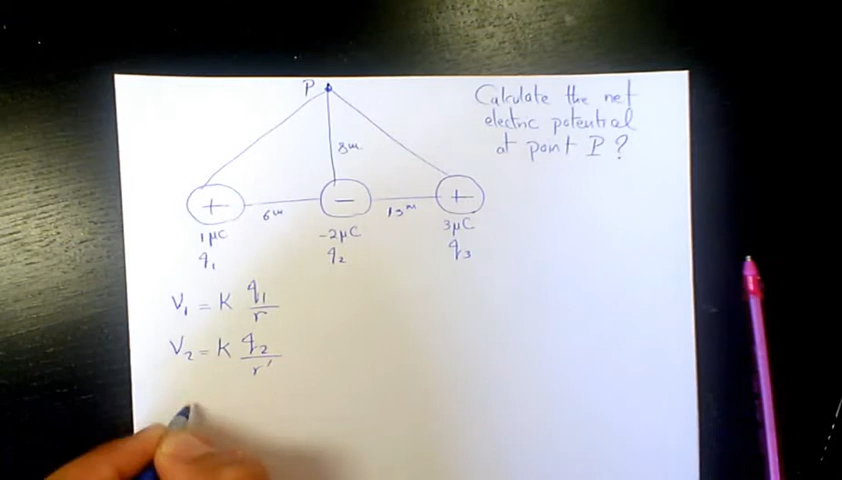 P
Calculate the net
electric potential
at point P ?
8m
+ − +
6m 13m
1μC -2μC 3μC
q₁ q₂ q₃
V₁ = K q₁/r
V₂ = K q₂/r'